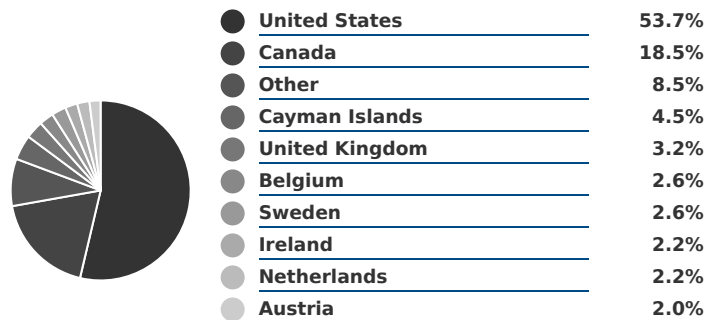 United States 53.7%
Canada 18.5%
Other 8.5%
Cayman Islands 4.5%
United Kingdom 3.2%
Belgium 2.6%
Sweden 2.6%
Ireland 2.2%
Netherlands 2.2%
Austria 2.0%